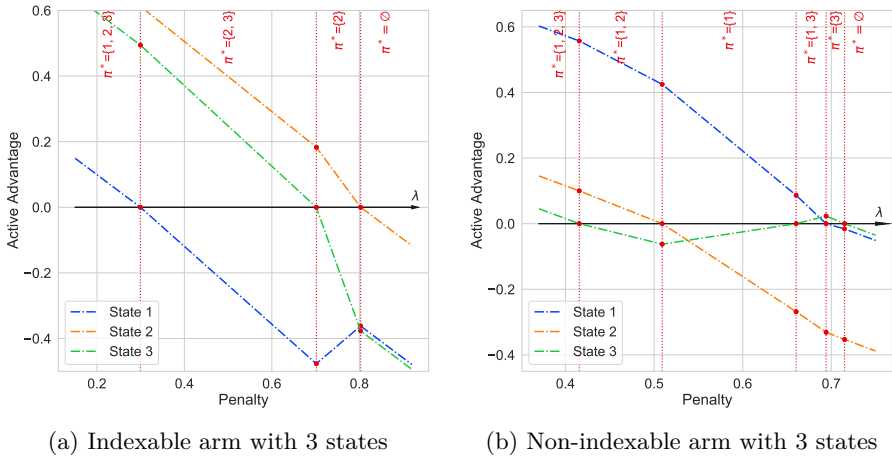 π*={1, 2, 3}
π*={2, 3}
π*={2}
π*=∅
0.6
0.4
0.2
0.0
−0.2
−0.4
Active Advantage
λ
State 1
State 2
State 3
0.2
0.4
0.6
0.8
Penalty
(a) Indexable arm with 3 states
π*={1, 2, 3}
π*={1, 2}
π*={1}
π*={1, 3}
π*={3}
π*=∅
0.6
0.4
0.2
0.0
−0.2
−0.4
Active Advantage
λ
State 1
State 2
State 3
0.4
0.5
0.6
0.7
Penalty
(b) Non-indexable arm with 3 states